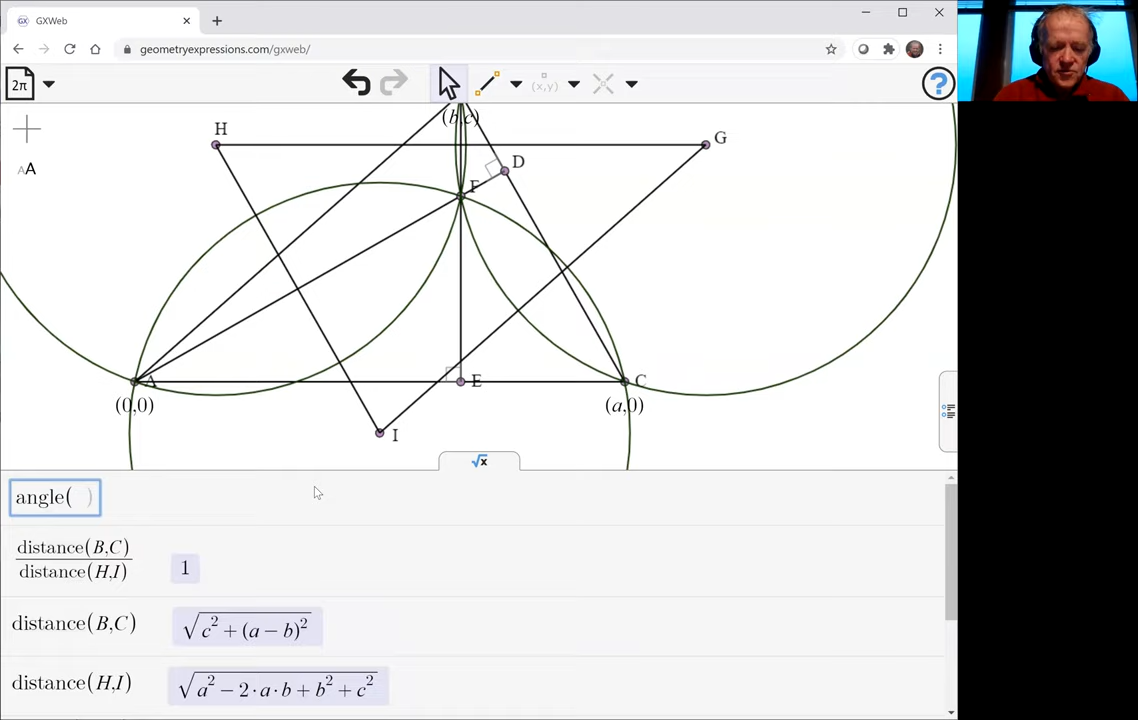 GXWeb
geometryexpressions.com/gxweb/
2π
(x,y)
?
AA
H
G
(b,c)
D
F
A
E
C
(0,0)
(a,0)
I
√x
angle( )
distance(B,C)
distance(H,I)
1
distance(B,C)
√c²+(a−b)²
distance(H,I)
√a²−2·a·b+b²+c²